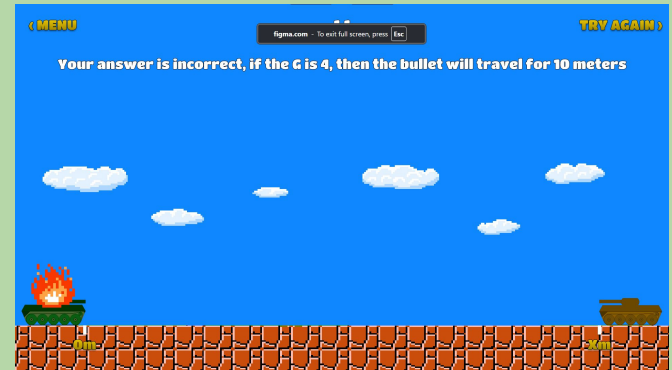 ‹ MENU
figma.com - To exit full screen, press Esc
TRY AGAIN ›
Your answer is incorrect, if the G is 4, then the bullet will travel for 10 meters
0m
Xm